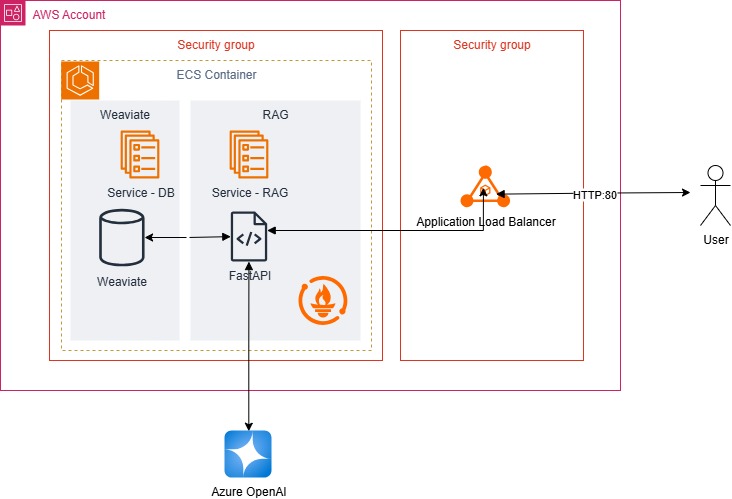 AWS Account
Security group
Security group
ECS Container
Weaviate
RAG
Service - DB
Service - RAG
HTTP:80
Application Load Balancer
User
Weaviate
FastAPI
Azure OpenAI